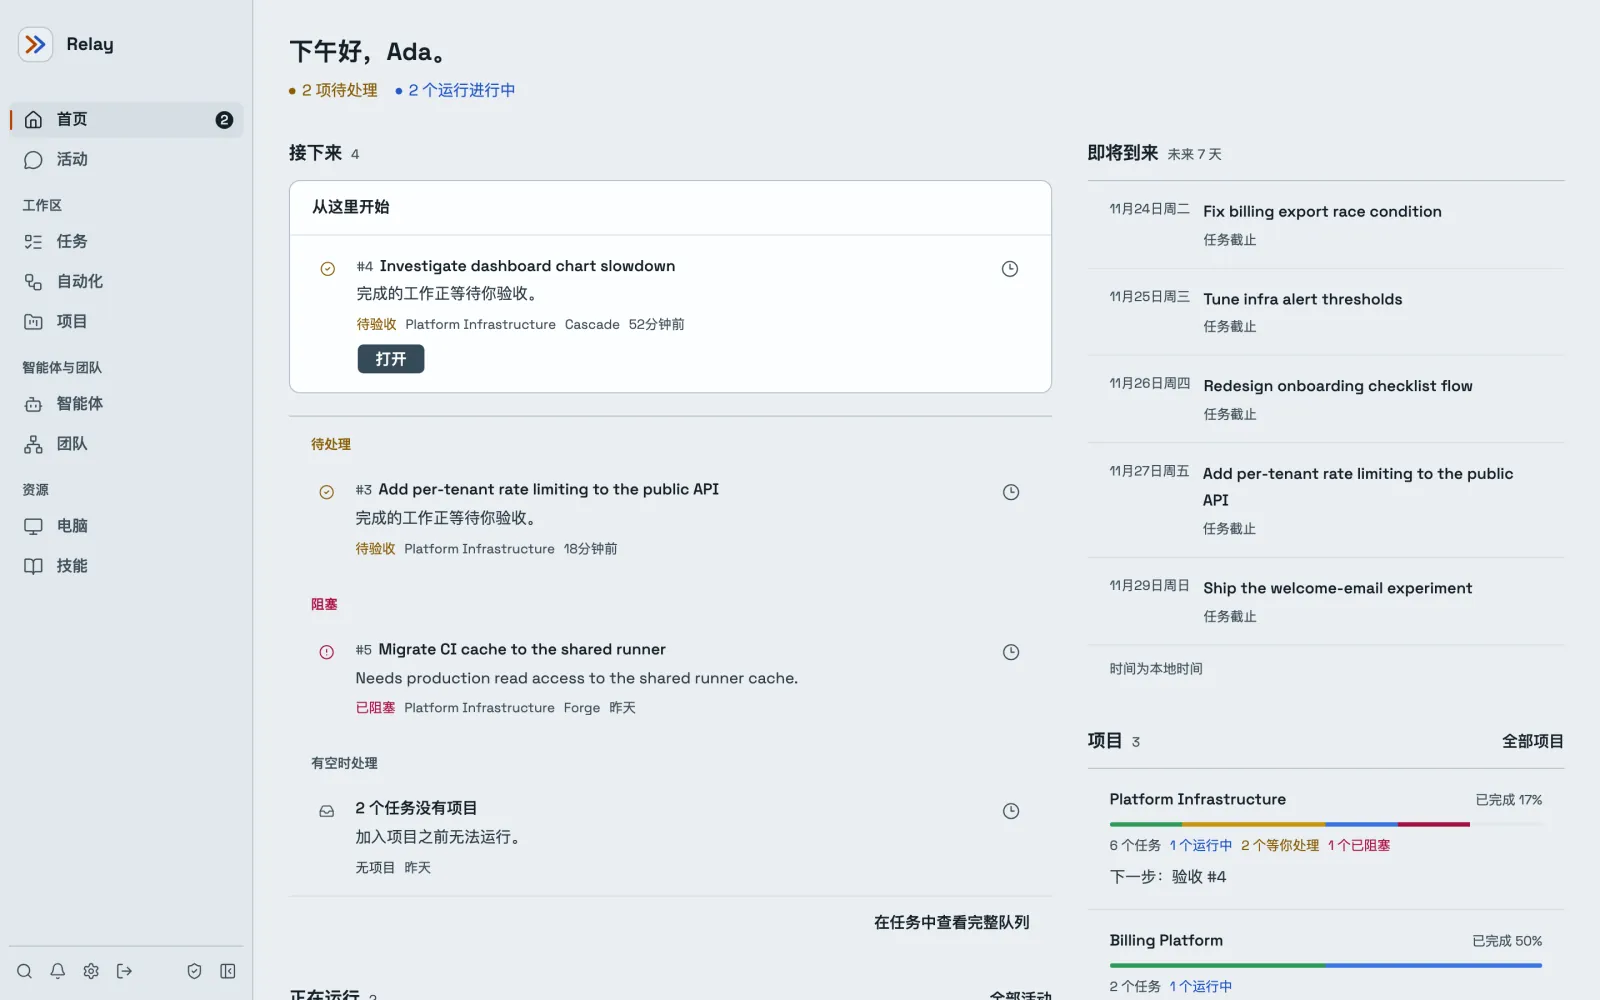 Relay
首页
2
活动
工作区
任务
自动化
项目
智能体与团队
智能体
团队
资源
电脑
技能
下午好，Ada。
2 项待处理
2 个运行进行中
接下来 4
从这里开始
#4 Investigate dashboard chart slowdown
完成的工作正等待你验收。
待验收 Platform Infrastructure Cascade 52分钟前
打开
待处理
#3 Add per-tenant rate limiting to the public API
完成的工作正等待你验收。
待验收 Platform Infrastructure 18分钟前
阻塞
#5 Migrate CI cache to the shared runner
Needs production read access to the shared runner cache.
已阻塞 Platform Infrastructure Forge 昨天
有空时处理
2 个任务没有项目
加入项目之前无法运行。
无项目 昨天
在任务中查看完整队列
正在运行 2
全部活动
即将到来 未来 7 天
11月24日周二 Fix billing export race condition
任务截止
11月25日周三 Tune infra alert thresholds
任务截止
11月26日周四 Redesign onboarding checklist flow
任务截止
11月27日周五 Add per-tenant rate limiting to the public
API
任务截止
11月29日周日 Ship the welcome-email experiment
任务截止
时间为本地时间
项目 3
全部项目
Platform Infrastructure 已完成 17%
6 个任务 1 个运行中 2 个等你处理 1 个已阻塞
下一步：验收 #4
Billing Platform 已完成 50%
2 个任务 1 个运行中